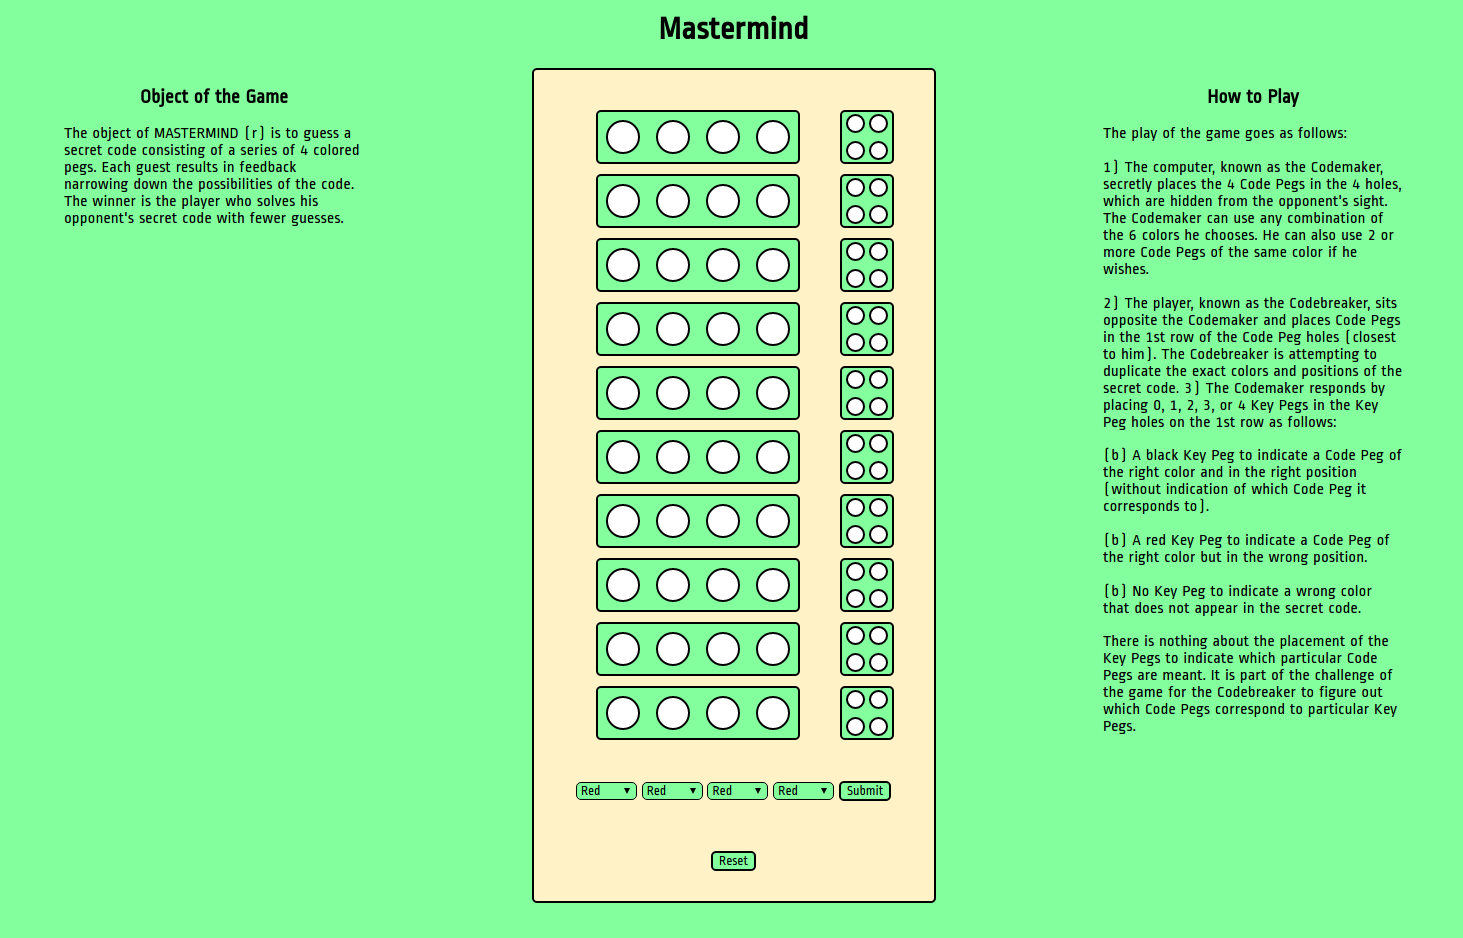 Mastermind
Object of the Game
The object of MASTERMIND (r) is to guess a
secret code consisting of a series of 4 colored
pegs. Each guest results in feedback
narrowing down the possibilities of the code.
The winner is the player who solves his
opponent's secret code with fewer guesses.
How to Play
The play of the game goes as follows:
1) The computer, known as the Codemaker,
secretly places the 4 Code Pegs in the 4 holes,
which are hidden from the opponent's sight.
The Codemaker can use any combination of
the 6 colors he chooses. He can also use 2 or
more Code Pegs of the same color if he
wishes.
2) The player, known as the Codebreaker, sits
opposite the Codemaker and places Code Pegs
in the 1st row of the Code Peg holes (closest
to him). The Codebreaker is attempting to
duplicate the exact colors and positions of the
secret code. 3) The Codemaker responds by
placing 0, 1, 2, 3, or 4 Key Pegs in the Key
Peg holes on the 1st row as follows:
(b) A black Key Peg to indicate a Code Peg of
the right color and in the right position
(without indication of which Code Peg it
corresponds to).
(b) A red Key Peg to indicate a Code Peg of
the right color but in the wrong position.
(b) No Key Peg to indicate a wrong color
that does not appear in the secret code.
There is nothing about the placement of the
Key Pegs to indicate which particular Code
Pegs are meant. It is part of the challenge of
the game for the Codebreaker to figure out
which Code Pegs correspond to particular Key
Pegs.
Red Red Red Red Submit
Reset